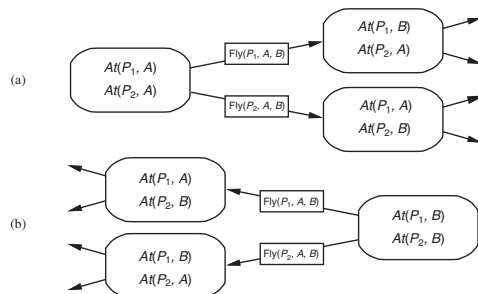 (a)
At(P1, A)
At(P2, A)
Fly(P1, A, B)
Fly(P2, A, B)
At(P1, B)
At(P2, A)
At(P1, A)
At(P2, B)
(b)
At(P1, A)
At(P2, B)
At(P1, B)
At(P2, A)
Fly(P1, A, B)
Fly(P2, A, B)
At(P1, B)
At(P2, B)